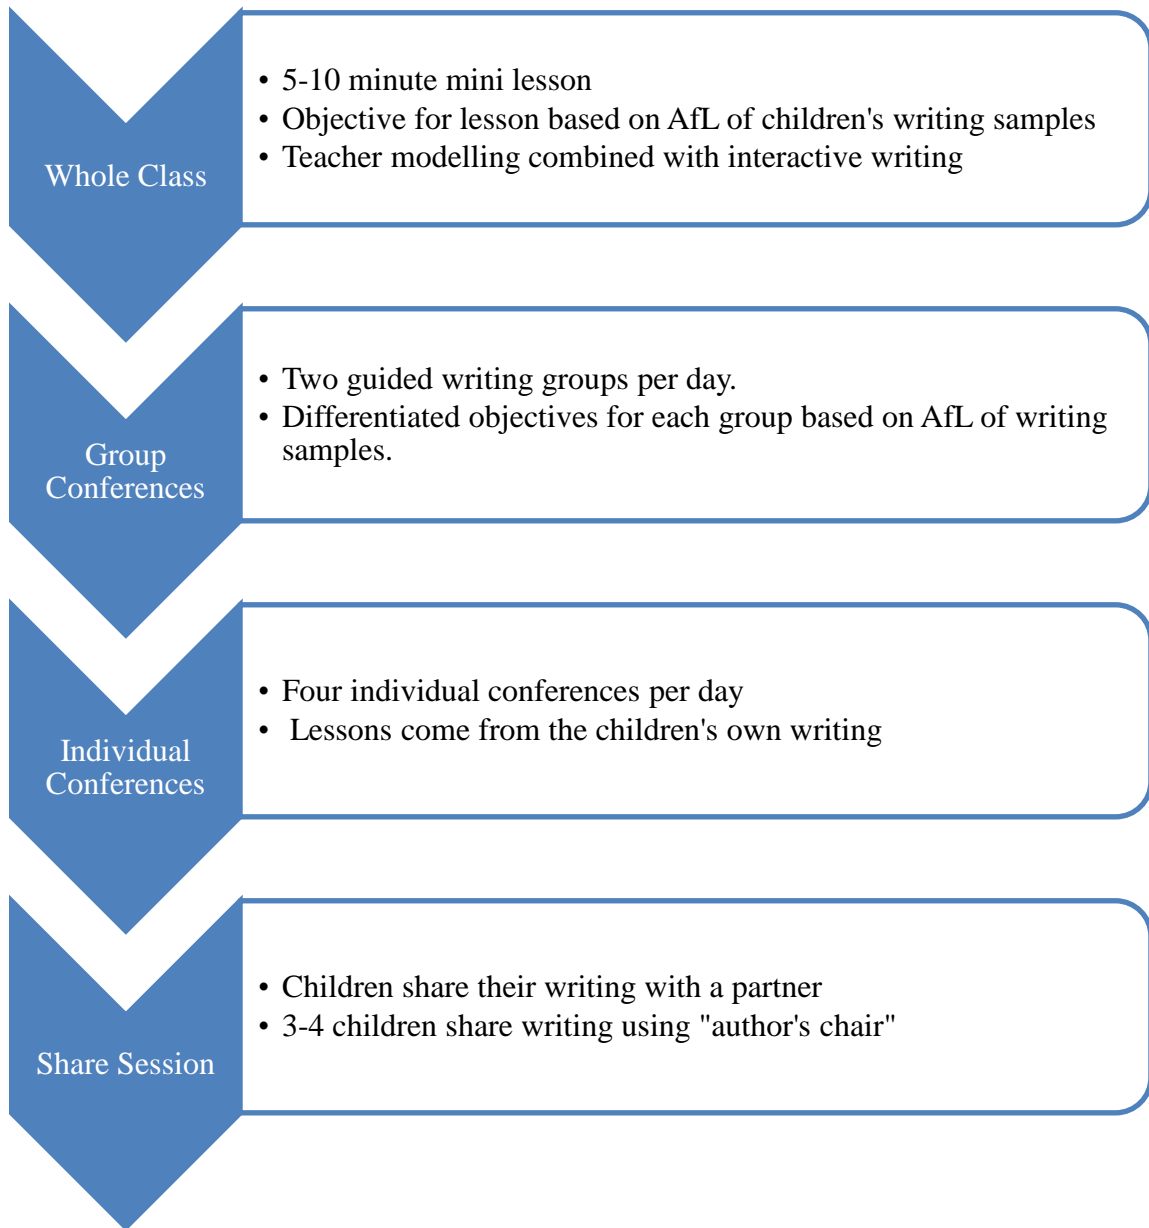 Whole Class
• 5-10 minute mini lesson
• Objective for lesson based on AfL of children's writing samples
• Teacher modelling combined with interactive writing
Group
Conferences
• Two guided writing groups per day.
• Differentiated objectives for each group based on AfL of writing
samples.
Individual
Conferences
• Four individual conferences per day
• Lessons come from the children's own writing
Share Session
• Children share their writing with a partner
• 3-4 children share writing using "author's chair"